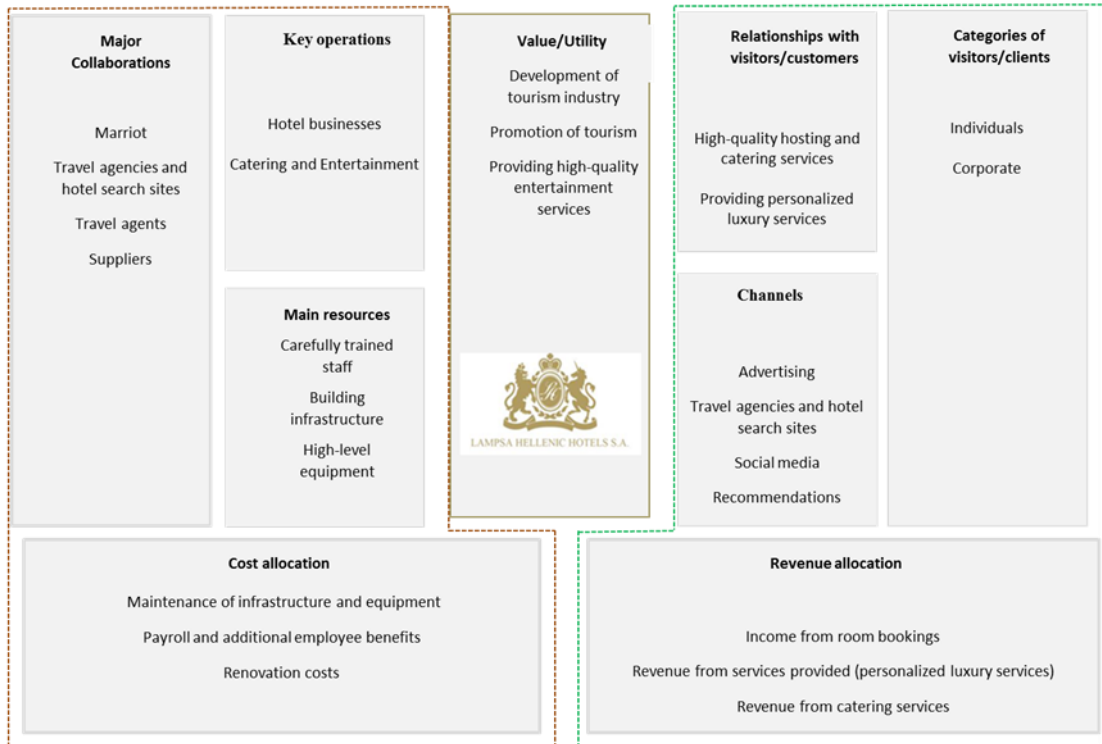 Major
Collaborations
Marriot
Travel agencies and
hotel search sites
Travel agents
Suppliers
Key operations
Hotel businesses
Catering and Entertainment
Main resources
Carefully trained
staff
Building
infrastructure
High-level
equipment
Value/Utility
Development of
tourism industry
Promotion of tourism
Providing high-quality
entertainment
services
LAMPSA HELLENIC HOTELS S.A.
Relationships with
visitors/customers
High-quality hosting and
catering services
Providing personalized
luxury services
Channels
Advertising
Travel agencies and hotel
search sites
Social media
Recommendations
Categories of
visitors/clients
Individuals
Corporate
Cost allocation
Maintenance of infrastructure and equipment
Payroll and additional employee benefits
Renovation costs
Revenue allocation
Income from room bookings
Revenue from services provided (personalized luxury services)
Revenue from catering services